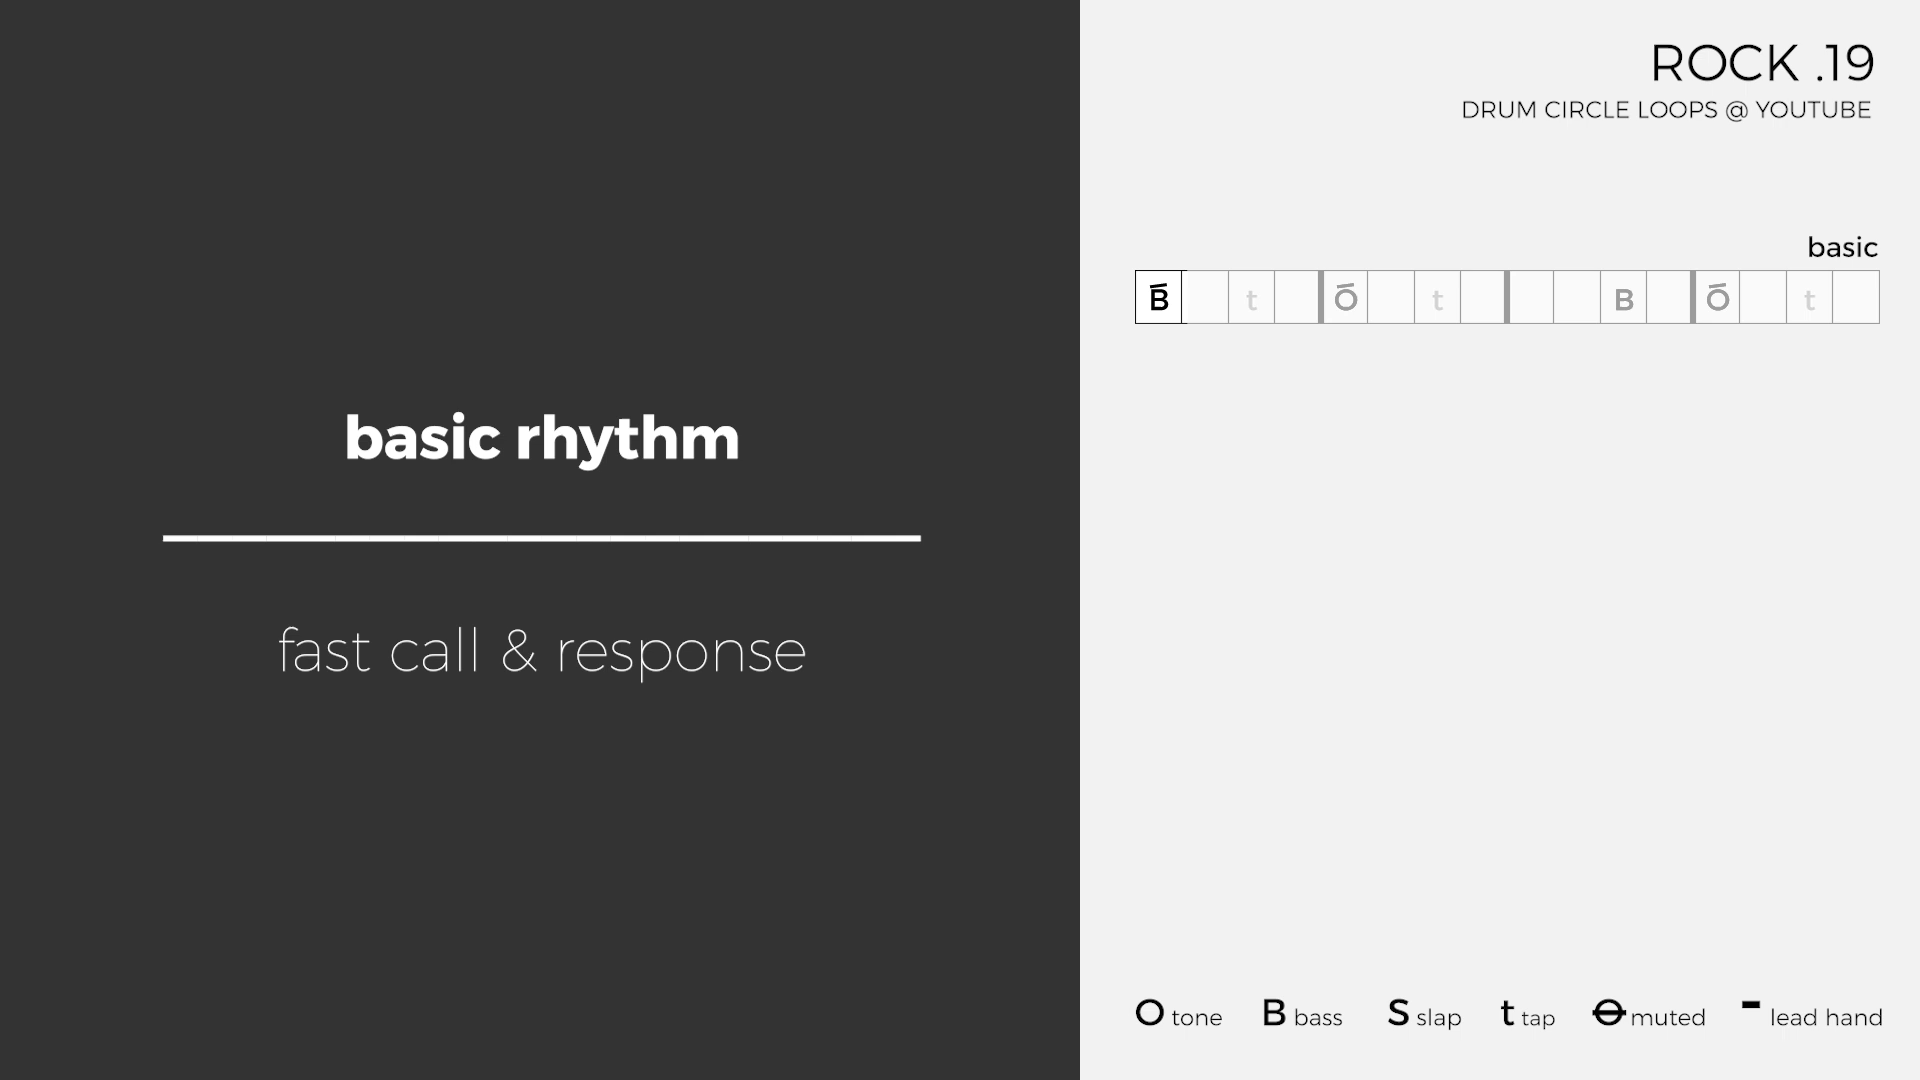 basic rhythm
fast call & response
ROCK .19
DRUM CIRCLE LOOPS @ YOUTUBE
basic
B̄ t Ō t B Ō t
O tone B bass S slap t tap O̶ muted - lead hand